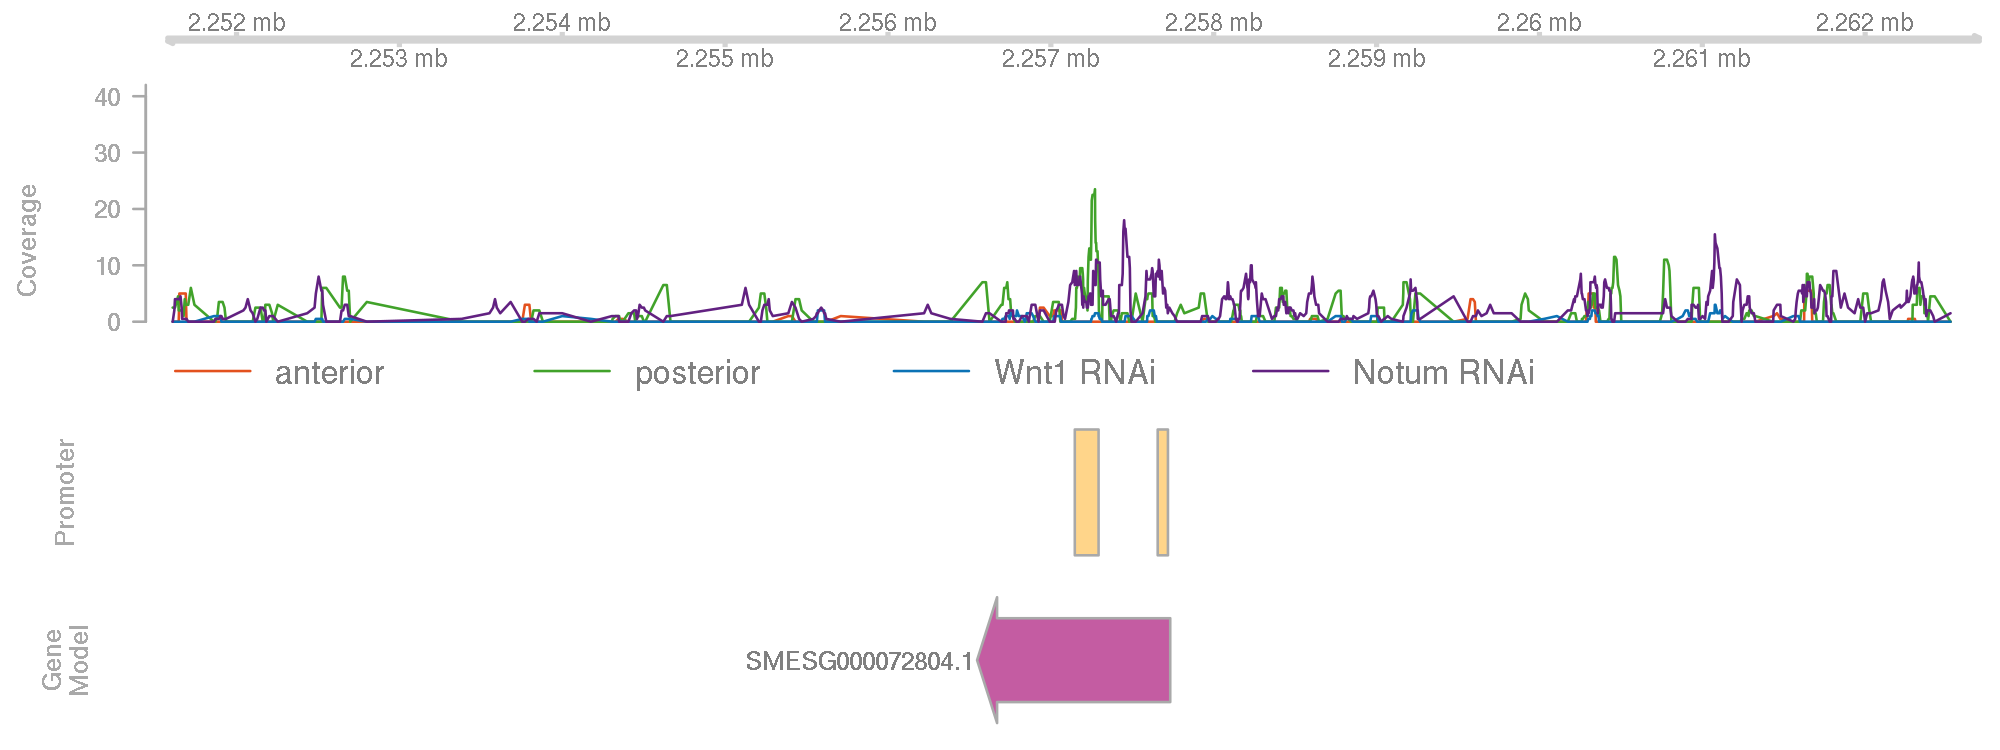 2.252 mb 2.254 mb 2.256 mb 2.258 mb 2.26 mb 2.262 mb
2.253 mb 2.255 mb 2.257 mb 2.259 mb 2.261 mb
40
30
20
10
0
Coverage
anterior posterior Wnt1 RNAi Notum RNAi
Promoter
Gene
Model
SMESG000072804.1